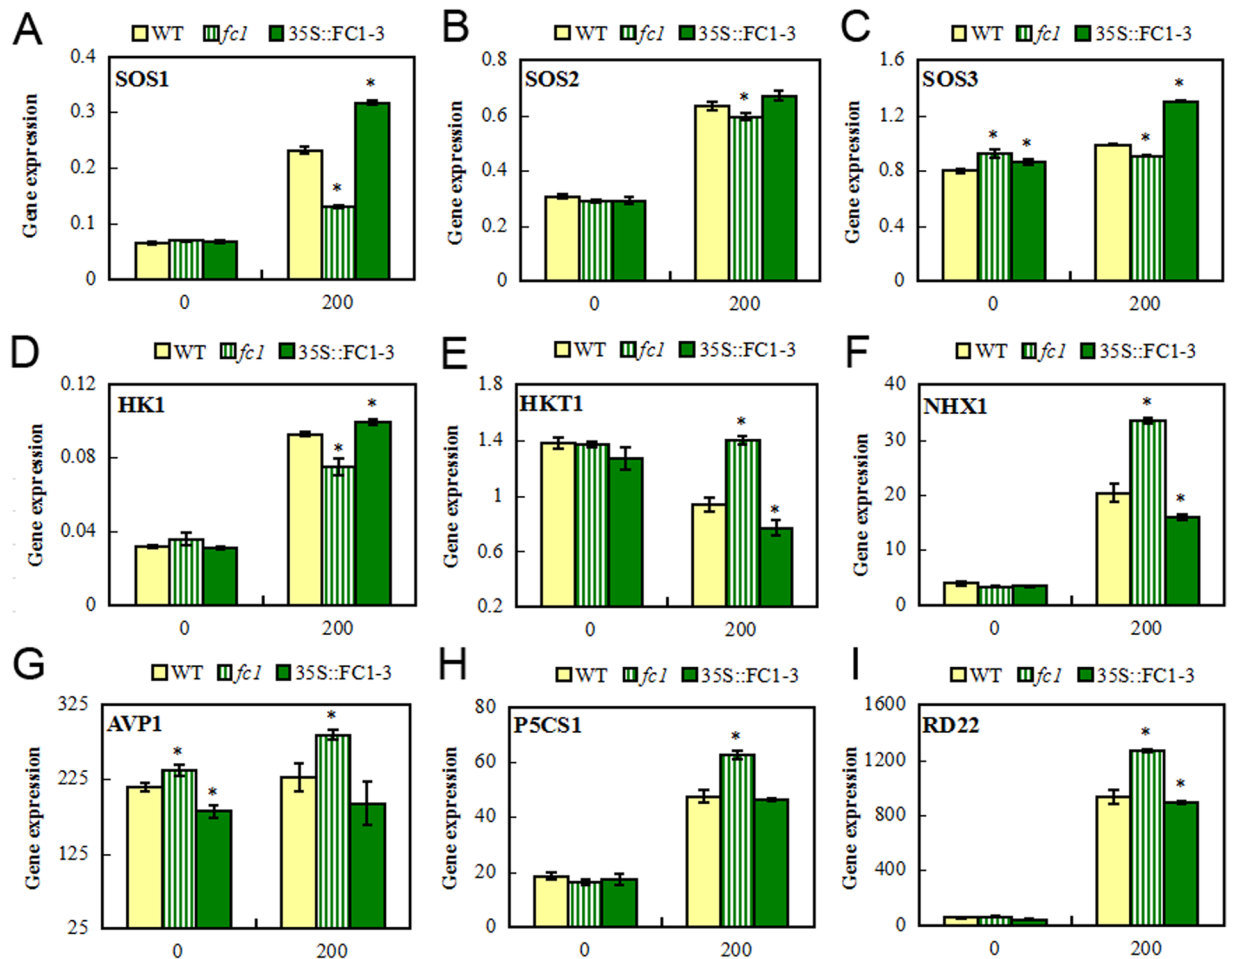 A
WT fc1 35S::FC1-3
SOS1
Gene expression
0.4
0.3
0.2
0.1
0
0 200
B
WT fc1 35S::FC1-3
SOS2
Gene expression
0.8
0.6
0.4
0.2
0
0 200
C
WT fc1 35S::FC1-3
SOS3
Gene expression
1.6
1.2
0.8
0.4
0
0 200
D
WT fc1 35S::FC1-3
HK1
Gene expression
0.12
0.08
0.04
0
0 200
E
WT fc1 35S::FC1-3
HKT1
Gene expression
1.8
1.4
1
0.6
0.2
0 200
F
WT fc1 35S::FC1-3
NHX1
Gene expression
40
30
20
10
0
0 200
G
WT fc1 35S::FC1-3
AVP1
Gene expression
325
225
125
25
0 200
H
WT fc1 35S::FC1-3
P5CS1
Gene expression
80
60
40
20
0
0 200
I
WT fc1 35S::FC1-3
RD22
Gene expression
1600
1200
800
400
0
0 200